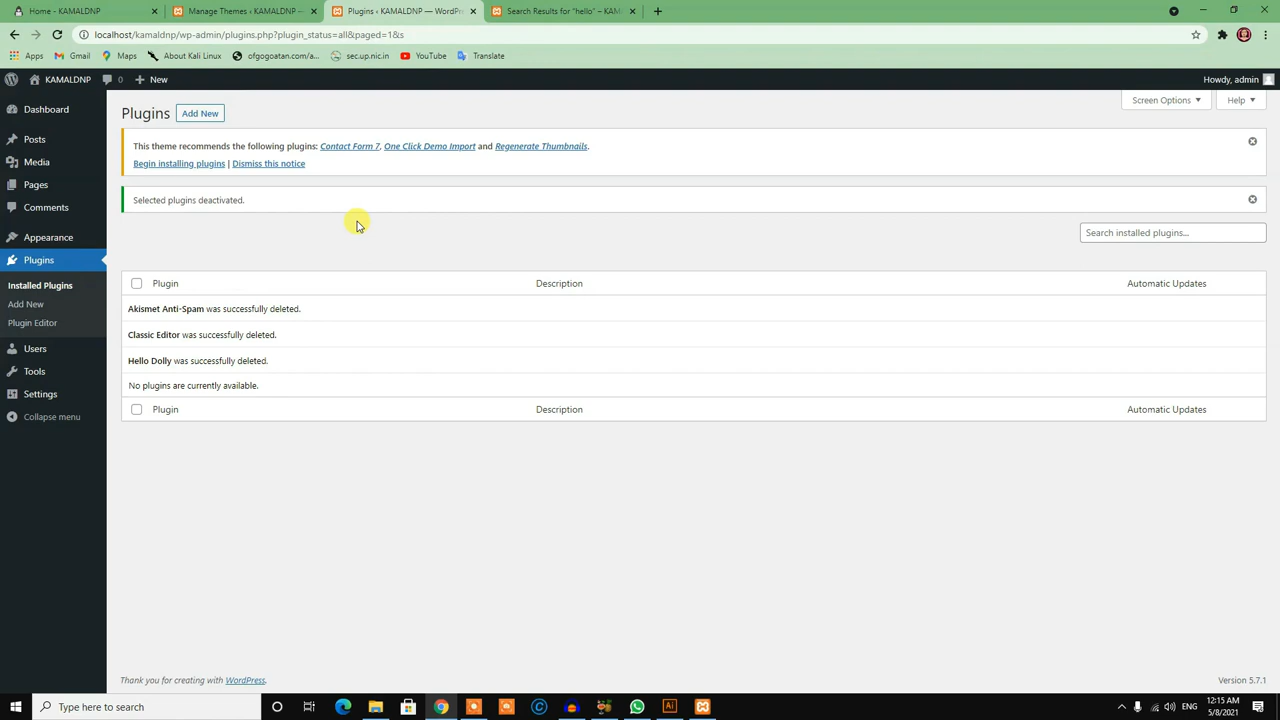 Home - KAMALDNP
Manage Themes ‹ KAMALDNP —
Plugins ‹ KAMALDNP — WordPr
Search Results for "hello" – KAM
localhost/kamaldnp/wp-admin/plugins.php?plugin_status=all&paged=1&s
Apps
Gmail
Maps
About Kali Linux
ofgogoatan.com/a...
sec.up.nic.in
YouTube
Translate
KAMALDNP
0
New
Howdy, admin
Dashboard
Posts
Media
Pages
Comments
Appearance
Plugins
Installed Plugins
Add New
Plugin Editor
Users
Tools
Settings
Collapse menu
Screen Options
Help
Plugins
Add New
This theme recommends the following plugins: Contact Form 7, One Click Demo Import and Regenerate Thumbnails.
Begin installing plugins | Dismiss this notice
Selected plugins deactivated.
Search installed plugins...
Plugin
Description
Automatic Updates
Akismet Anti-Spam was successfully deleted.
Classic Editor was successfully deleted.
Hello Dolly was successfully deleted.
No plugins are currently available.
Plugin
Description
Automatic Updates
Thank you for creating with WordPress.
Version 5.7.1
Type here to search
Ai
ENG
12:15 AM
5/8/2021